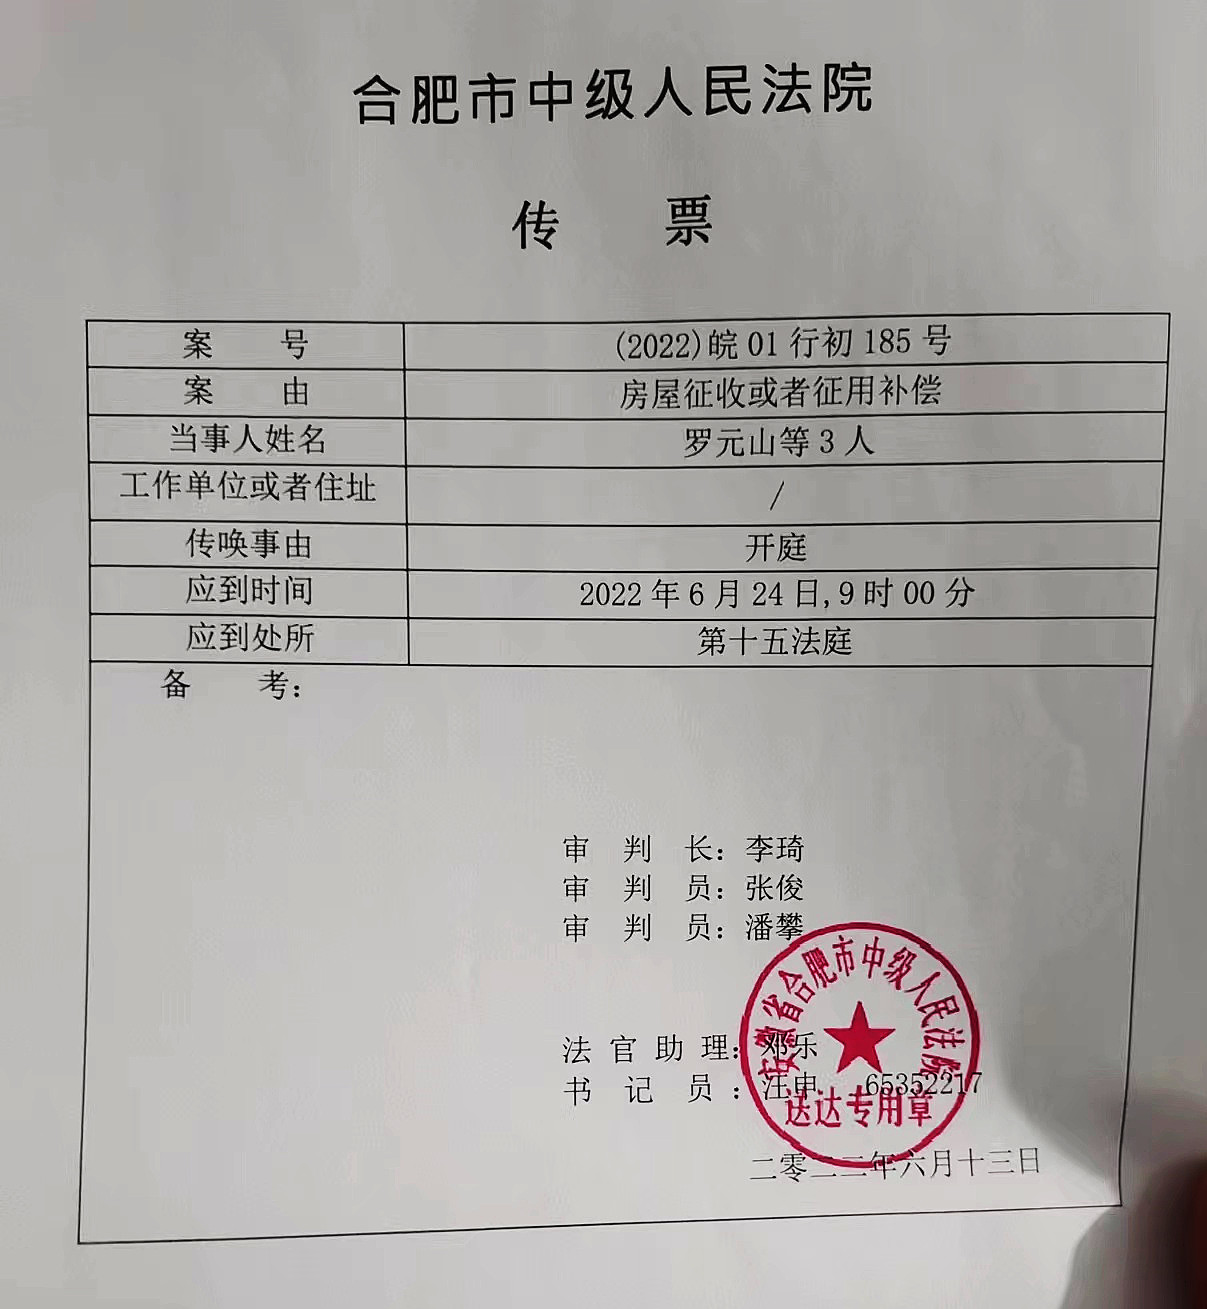 合肥市中级人民法院
传 票
案 号 (2022)皖 01 行初 185 号
案 由 房屋征收或者征用补偿
当事人姓名 罗元山等 3 人
工作单位或者住址 /
传唤事由 开庭
应到时间 2022 年 6 月 24 日,9 时 00 分
应到处所 第十五法庭
备 考:
审 判 长: 李琦
审 判 员: 张俊
审 判 员: 潘攀
法 官 助 理: 邓乐
书 记 员 : 汪申 65352217
二零二二年六月十三日
安徽省合肥市中级人民法院
送达专用章